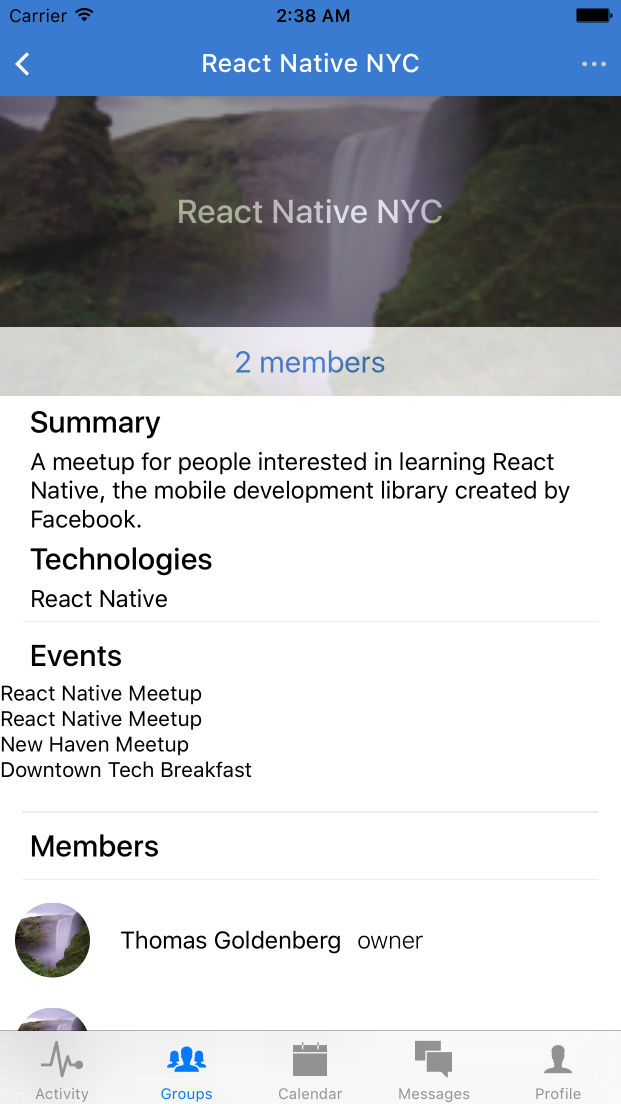 Carrier 2:38 AM
React Native NYC
React Native NYC
2 members
Summary
A meetup for people interested in learning React
Native, the mobile development library created by
Facebook.
Technologies
React Native
Events
React Native Meetup
React Native Meetup
New Haven Meetup
Downtown Tech Breakfast
Members
Thomas Goldenberg owner
Activity Groups Calendar Messages Profile